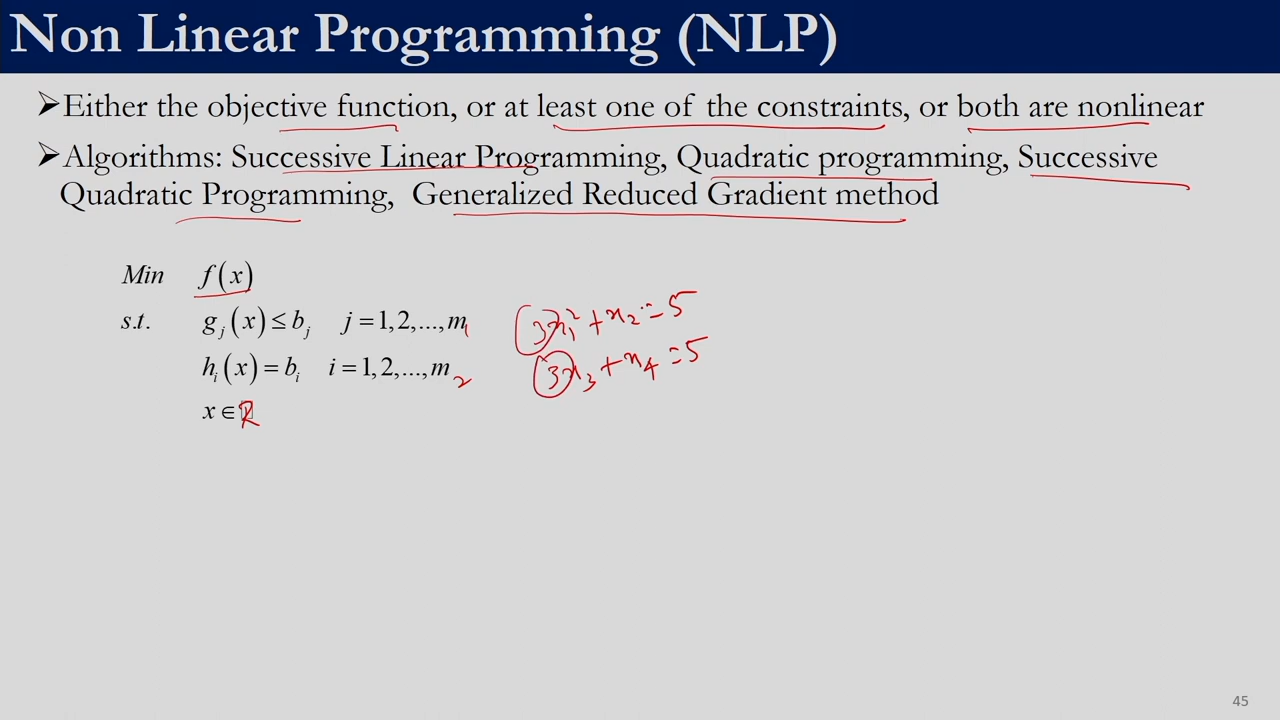 Non Linear Programming (NLP)
➢Either the objective function, or at least one of the constraints, or both are nonlinear
➢Algorithms: Successive Linear Programming, Quadratic programming, Successive
Quadratic Programming, Generalized Reduced Gradient method
Min f(x)
s.t. g_j(x) ≤ b_j j = 1,2,...,m_1 3x_1^2 + x_2 = 5
h_i(x) = b_i i = 1,2,...,m_2 3x_3 + x_4 = 5
x ∈ R
45